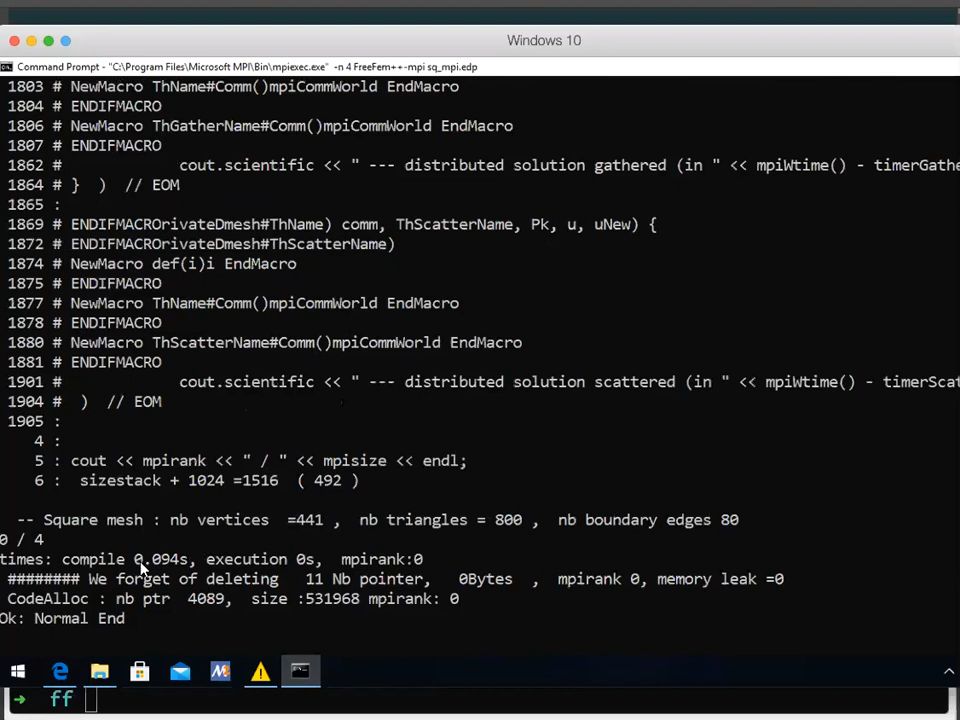 Windows 10
Command Prompt - "C:\Program Files\Microsoft MPI\Bin\mpiexec.exe" -n 4 FreeFem++-mpi sq_mpi.edp
1803 # NewMacro ThName#Comm()mpiCommWorld EndMacro
1804 # ENDIFMACRO
1806 # NewMacro ThGatherName#Comm()mpiCommWorld EndMacro
1807 # ENDIFMACRO
1862 # cout.scientific << " --- distributed solution gathered (in " << mpiWtime() - timerGathe
1864 # } ) // EOM
1865 :
1869 # ENDIFMACROrivateDmesh#ThName) comm, ThScatterName, Pk, u, uNew) {
1872 # ENDIFMACROrivateDmesh#ThScatterName)
1874 # NewMacro def(i)i EndMacro
1875 # ENDIFMACRO
1877 # NewMacro ThName#Comm()mpiCommWorld EndMacro
1878 # ENDIFMACRO
1880 # NewMacro ThScatterName#Comm()mpiCommWorld EndMacro
1881 # ENDIFMACRO
1901 # cout.scientific << " --- distributed solution scattered (in " << mpiWtime() - timerScat
1904 # ) // EOM
1905 :
4 :
5 : cout << mpirank << " / " << mpisize << endl;
6 : sizestack + 1024 =1516 ( 492 )
-- Square mesh : nb vertices =441 , nb triangles = 800 , nb boundary edges 80
0 / 4
times: compile 0.094s, execution 0s, mpirank:0
######## We forget of deleting 11 Nb pointer, 0Bytes , mpirank 0, memory leak =0
CodeAlloc : nb ptr 4089, size :531968 mpirank: 0
Ok: Normal End
➜ ff